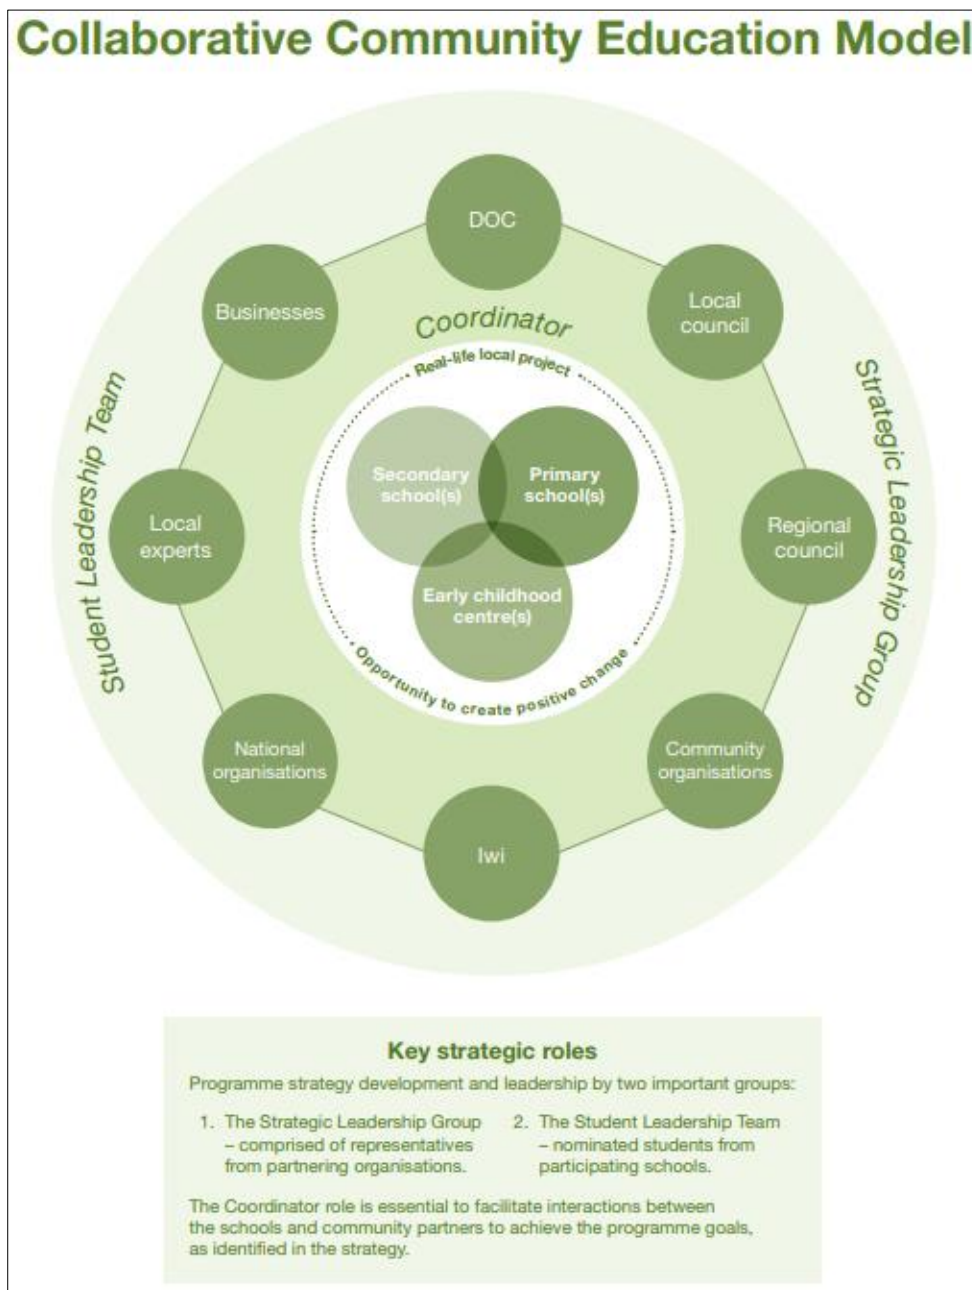 Collaborative Community Education Model
DOC
Businesses
Local
council
Coordinator
Real-life local project
Student Leadership Team
Strategic Leadership Group
Secondary
school(s)
Primary
school(s)
Local
experts
Regional
council
Early childhood
centre(s)
Opportunity to create positive change
National
organisations
Community
organisations
Iwi
Key strategic roles
Programme strategy development and leadership by two important groups:
1. The Strategic Leadership Group
– comprised of representatives
from partnering organisations.
2. The Student Leadership Team
– nominated students from
participating schools.
The Coordinator role is essential to facilitate interactions between
the schools and community partners to achieve the programme goals,
as identified in the strategy.